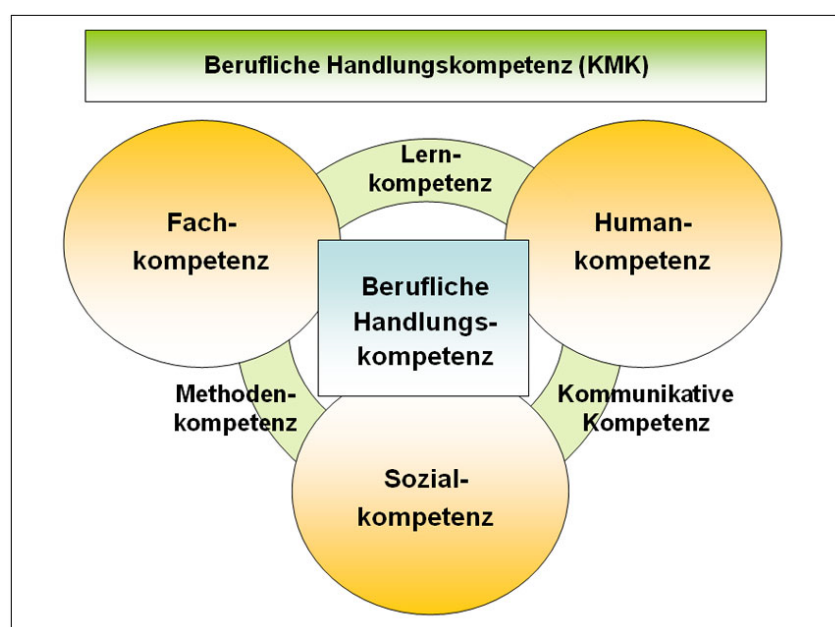 Berufliche Handlungskompetenz (KMK)
Lern-
kompetenz
Fach-
kompetenz
Human-
kompetenz
Berufliche
Handlungs-
kompetenz
Methoden-
kompetenz
Kommunikative
Kompetenz
Sozial-
kompetenz